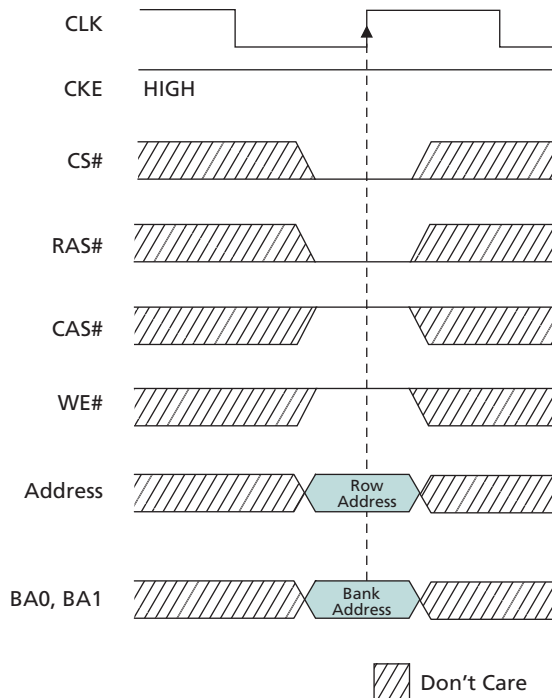 CLK
CKE HIGH
CS#
RAS#
CAS#
WE#
Address Row
Address
BA0, BA1 Bank
Address
Don't Care